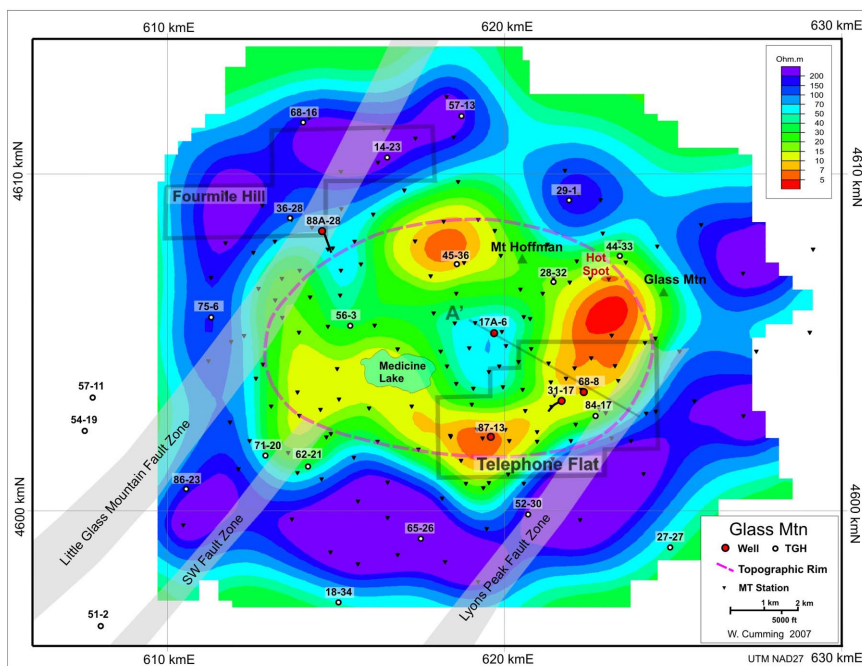 610 kmE
620 kmE
630 kmE
Ohm.m
200
150
100
70
50
40
30
20
15
10
7
5
57-13
68-16
14-23
4610 kmN
4610 kmN
29-1
Fourmile Hill
36-28
88A-28
Mt Hoffman
45-36
Hot
Spot
44-33
28-32
Glass Mtn
75-6
56-3
A
17A-6
Medicine
Lake
68-8
31-17
84-17
57-11
54-19
87-13
71-20
62-21
Telephone Flat
86-23
52-30
65-26
27-27
4600 kmN
4600 kmN
Little Glass Mountain Fault Zone
SW Fault Zone
Lyons Peak Fault Zone
18-34
51-2
Glass Mtn
Well
TGH
Topographic Rim
MT Station
1 km
2 km
5000 ft
W. Cumming 2007
610 kmE
620 kmE
UTM NAD27
630 kmE